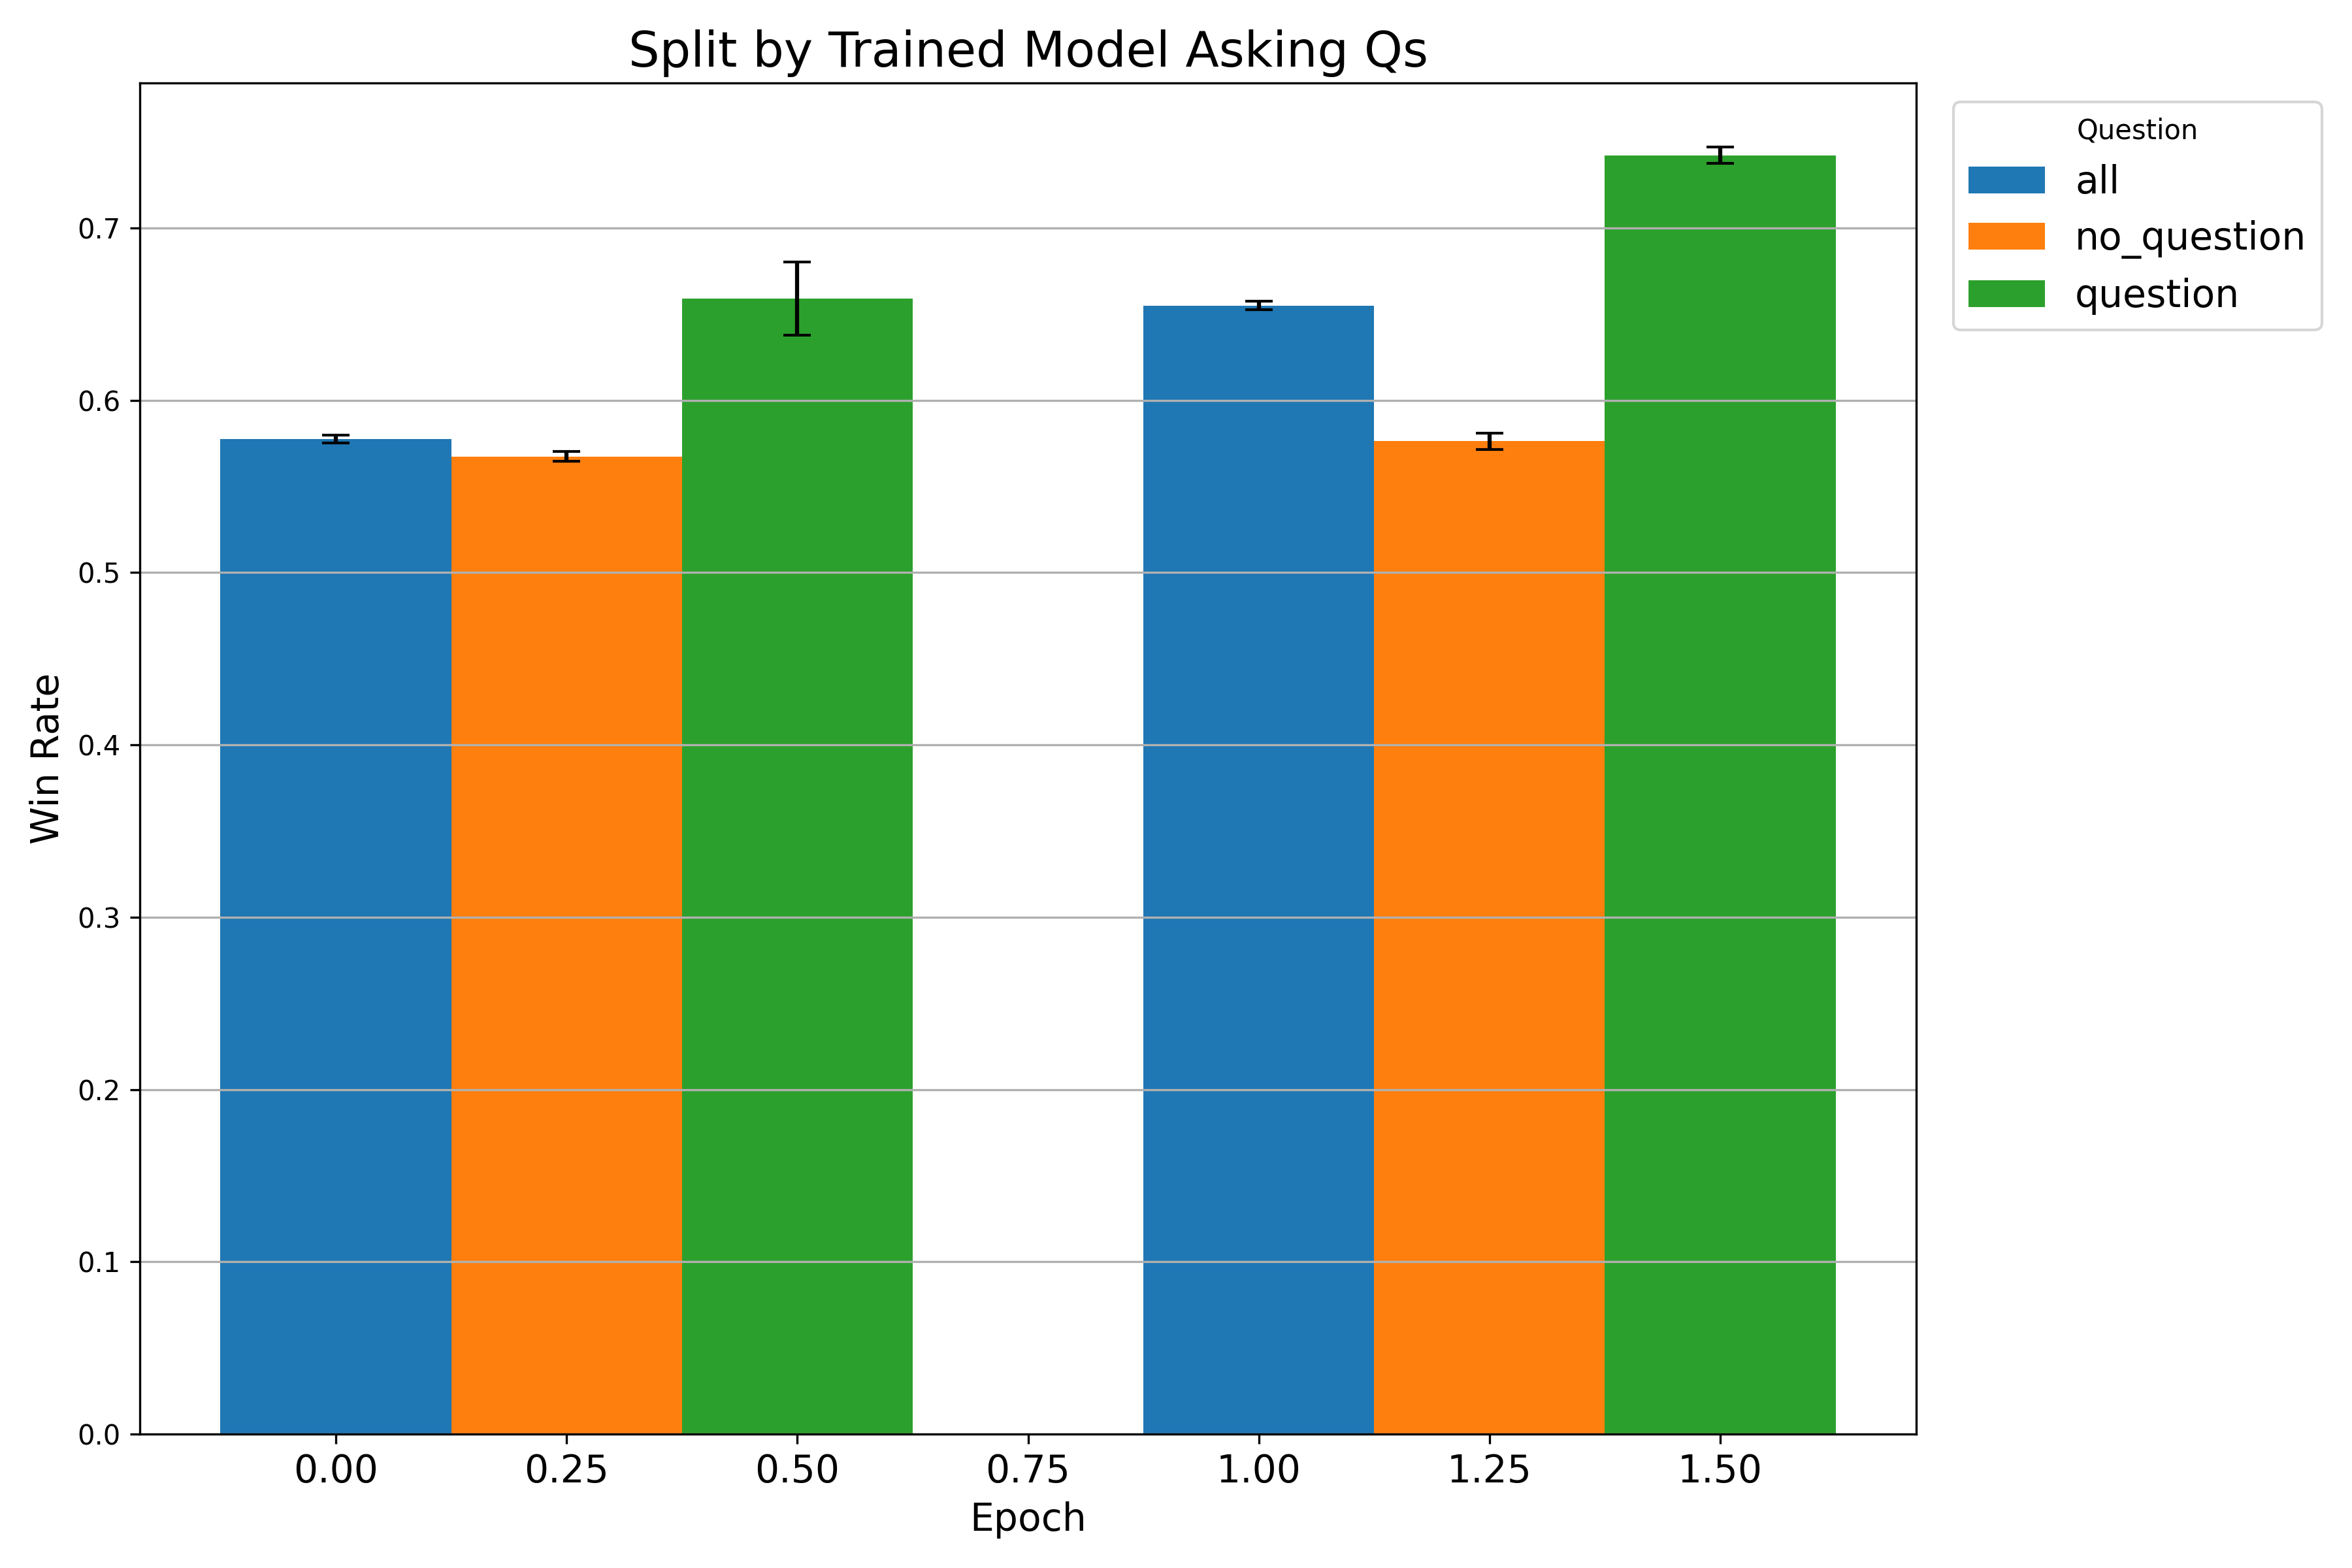 Split by Trained Model Asking Qs
Question
all
no_question
question
Win Rate
0.7
0.6
0.5
0.4
0.3
0.2
0.1
0.0
0.00 0.25 0.50 0.75 1.00 1.25 1.50
Epoch